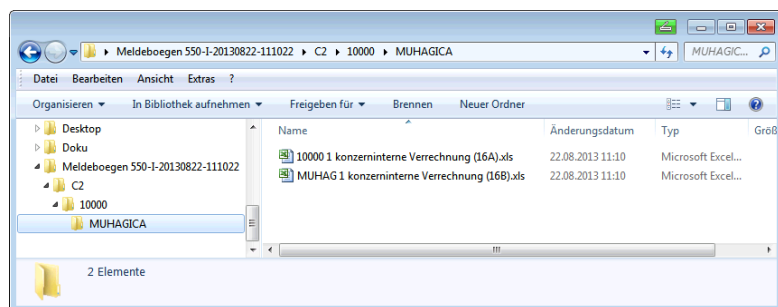 Meldeboegen 550-I-20130822-111022 ▸ C2 ▸ 10000 ▸ MUHAGICA
MUHAGIC...
Datei Bearbeiten Ansicht Extras ?
Organisieren In Bibliothek aufnehmen Freigeben für Brennen Neuer Ordner
Desktop
Doku
Meldeboegen 550-I-20130822-111022
C2
10000
MUHAGICA
Name Änderungsdatum Typ Größ
10000 1 konzerninterne Verrechnung (16A).xls 22.08.2013 11:10 Microsoft Excel...
MUHAG 1 konzerninterne Verrechnung (16B).xls 22.08.2013 11:10 Microsoft Excel...
2 Elemente